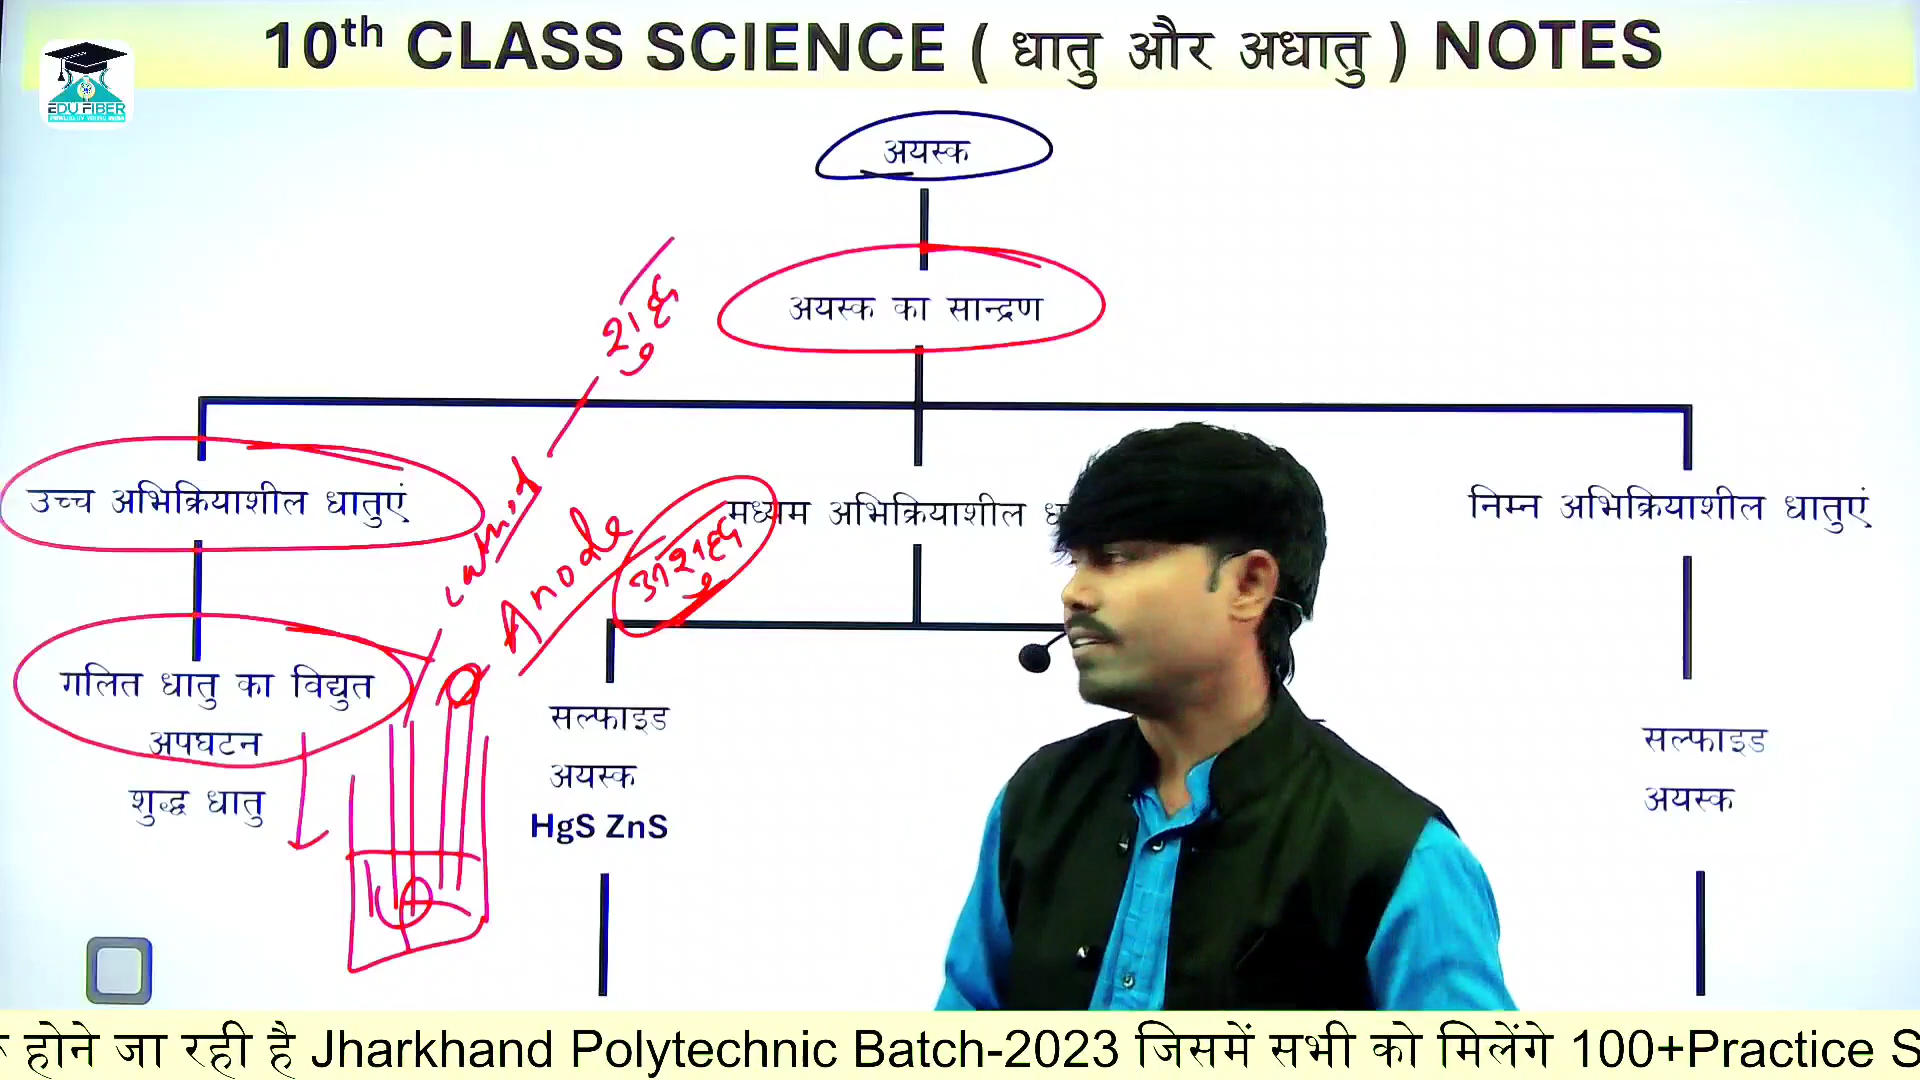 10th CLASS SCIENCE ( धातु और अधातु ) NOTES
EDU FIBER
अयस्क
अयस्क का सान्द्रण
शुद्ध
उच्च अभिक्रियाशील धातुएं
मध्यम अभिक्रियाशील
निम्न अभिक्रियाशील धातुएं
Anode
अशुद्ध
गलित धातु का विद्युत
अपघटन
शुद्ध धातु
सल्फाइड
अयस्क
HgS ZnS
सल्फाइड
अयस्क
होने जा रही है Jharkhand Polytechnic Batch-2023 जिसमें सभी को मिलेंगे 100+Practice S